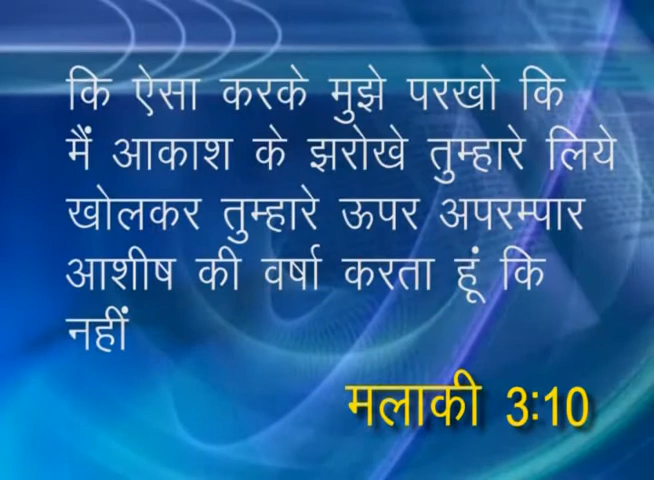 कि ऐसा करके मुझे परखो कि
मैं आकाश के झरोखे तुम्हारे लिये
खोलकर तुम्हारे ऊपर अपरम्पार
आशीष की वर्षा करता हूं कि
नहीं
मलाकी 3:10